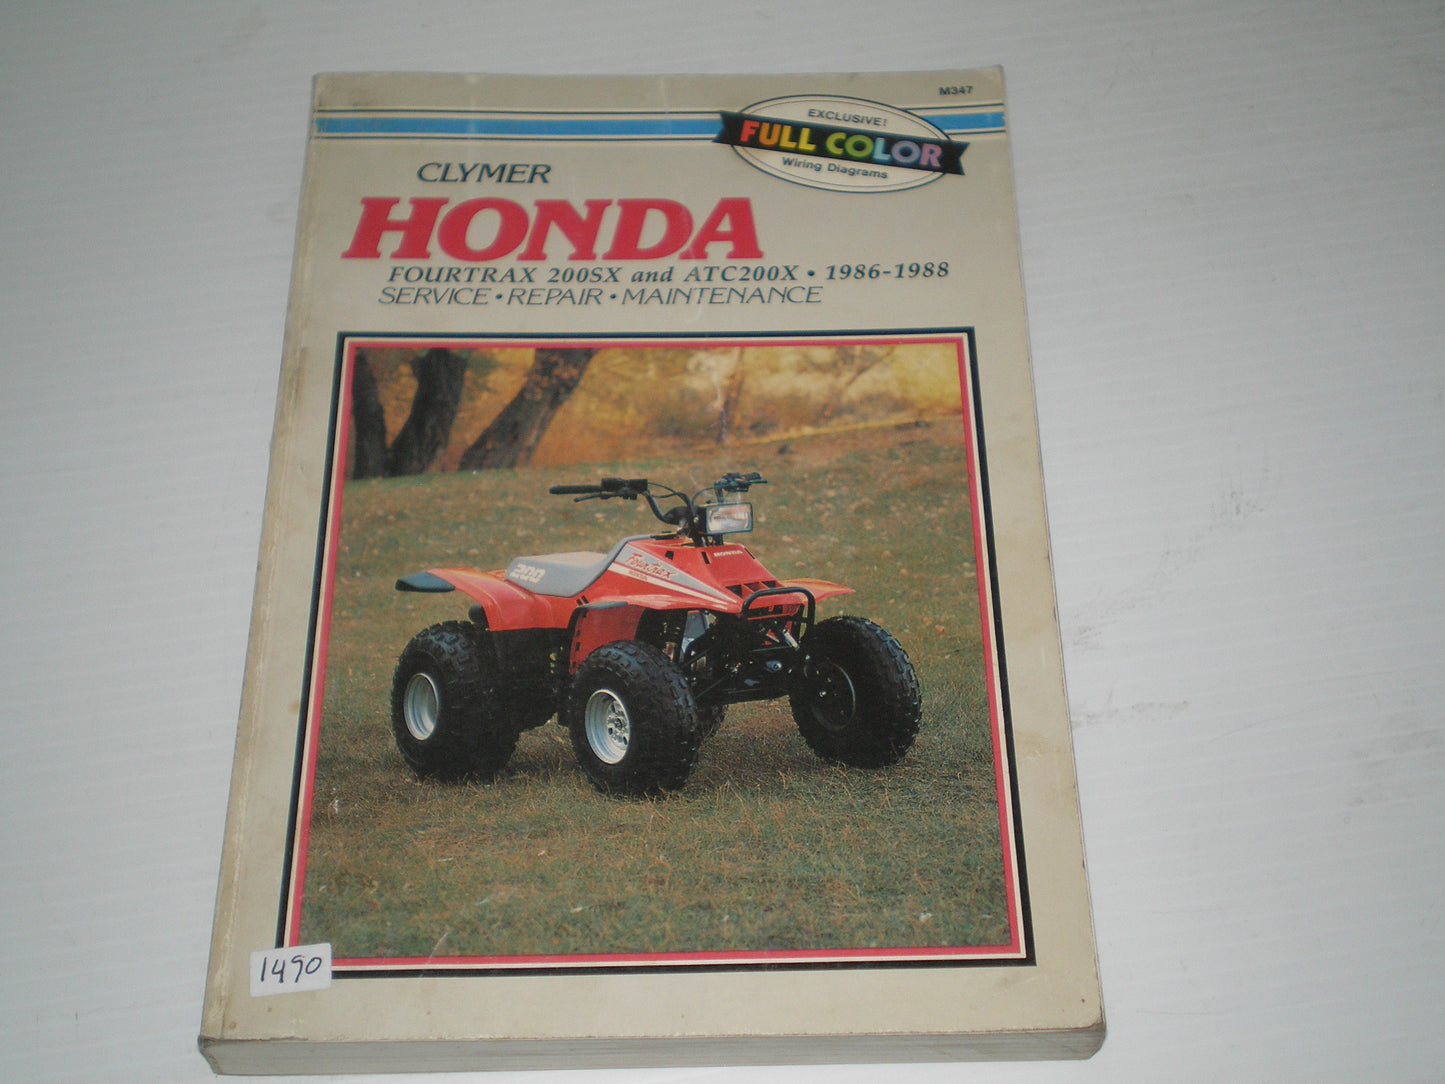 M347
EXCLUSIVE!
FULL COLOR
Wiring Diagrams
CLYMER
HONDA
FOURTRAX 200SX and ATC200X • 1986-1988
SERVICE • REPAIR • MAINTENANCE
HONDA
Fourtrax
200
1490